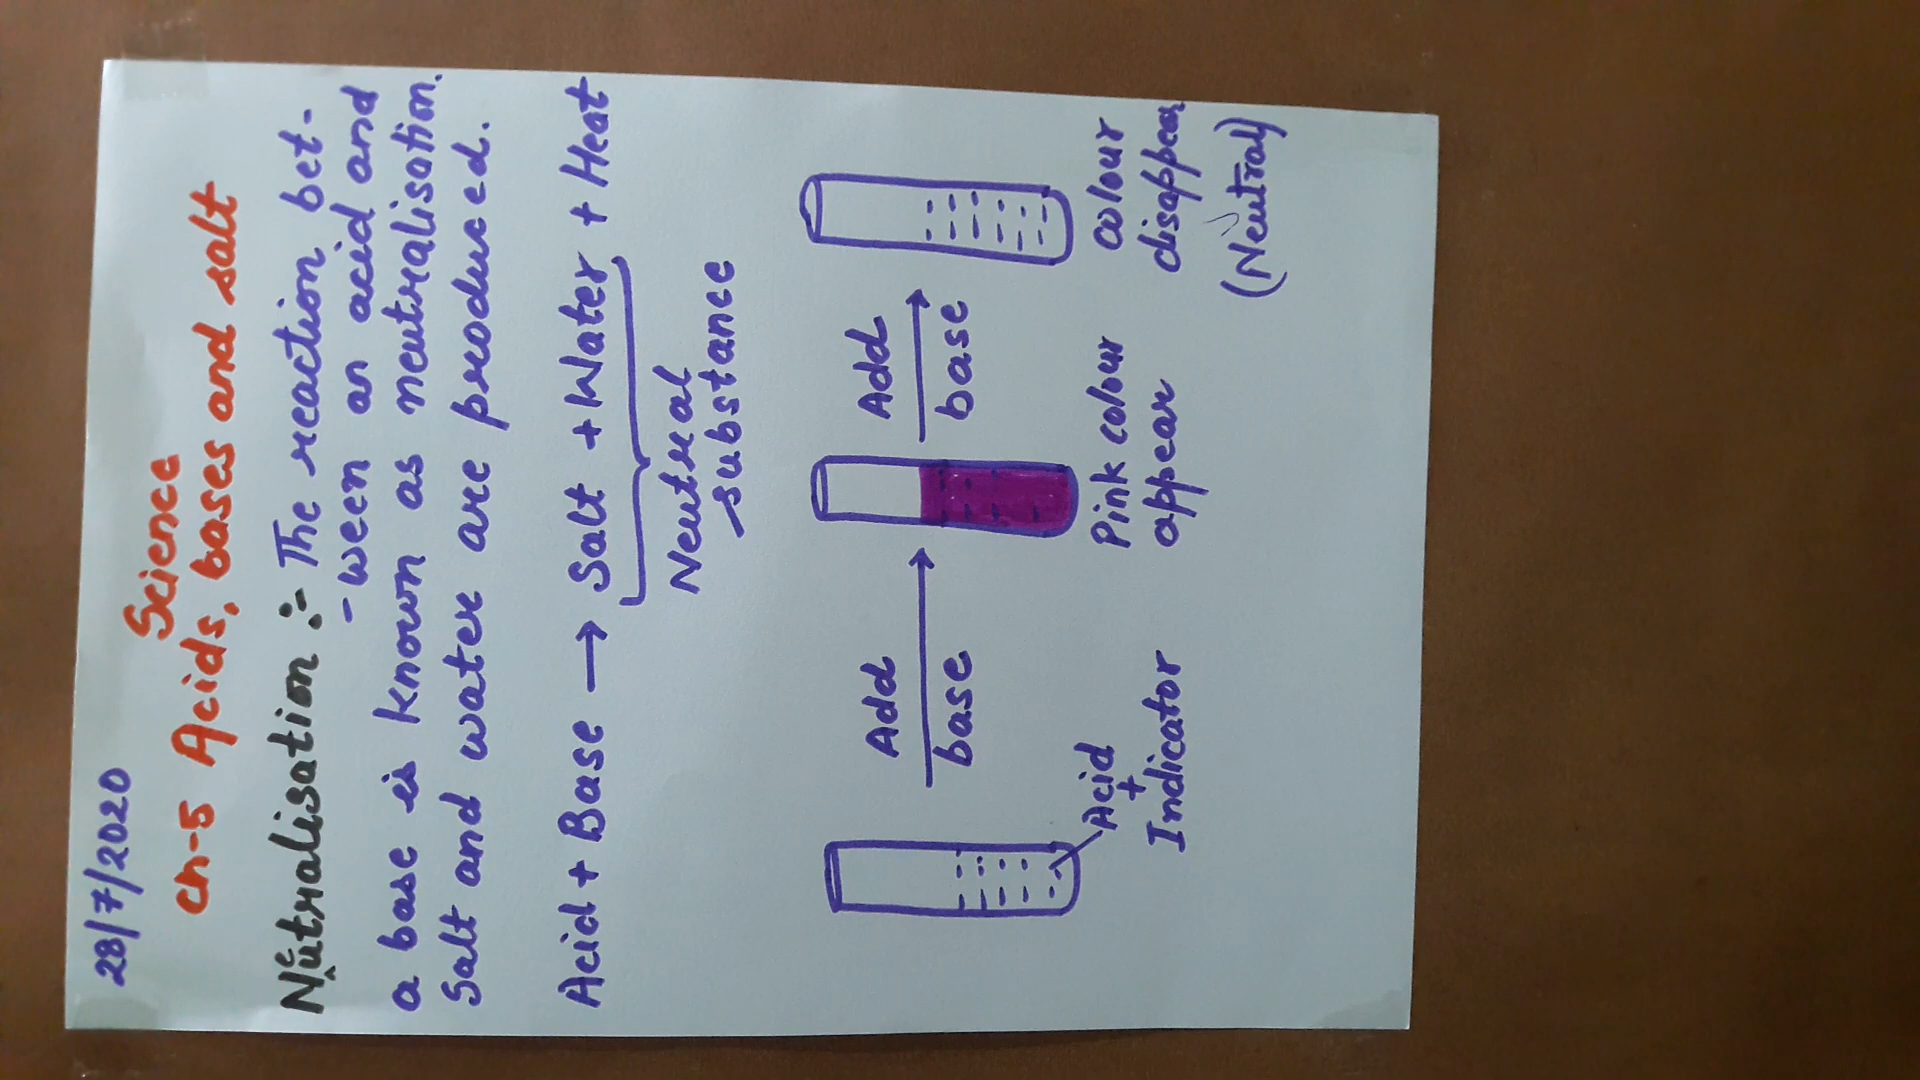 28/7/2020
Science
Ch-5 Acids, bases and salt
Neutralisation :- The reaction bet-
-ween an acid and
a base is known as neutralisation.
Salt and water are produced.
Acid + Base → Salt + Water + Heat
Neutral
substance
Add
base
Add
base
Acid
+
Indicator
Pink colour
appear
colour
disappear
(Neutral)